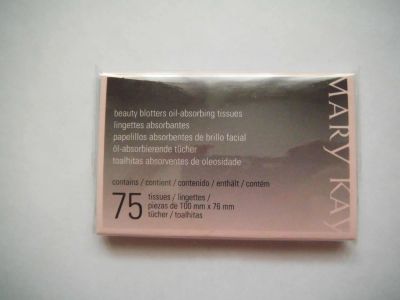 beauty blotters oil-absorbing tissues
lingettes absorbantes
papelillos absorbentes de brillo facial
öl-absorbierende tücher
toalhitas absorventes de oleosidade
contains / contient / contenido / enthält / contém
75
tissues / lingettes /
piezas de 100 mm x 76 mm
tücher / toalhitas
MARY KAY